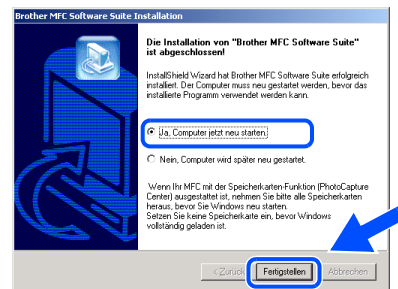 Brother MFC Software Suite Installation
Die Installation von "Brother MFC Software Suite"
ist abgeschlossen!
InstallShield Wizard hat Brother MFC Software Suite erfolgreich
installiert. Der Computer muss neu gestartet werden, bevor das
installierte Programm verwendet werden kann.
Ja, Computer jetzt neu starten.
Nein, Computer wird später neu gestartet.
Wenn Ihr MFC mit der Speicherkarten-Funktion (PhotoCapture
Center) ausgestattet ist, nehmen Sie bitte alle Speicherkarten
heraus, bevor Sie Windows neu starten.
Setzen Sie keine Speicherkarte ein, bevor Windows
vollständig geladen ist.
< Zurück Fertigstellen Abbrechen